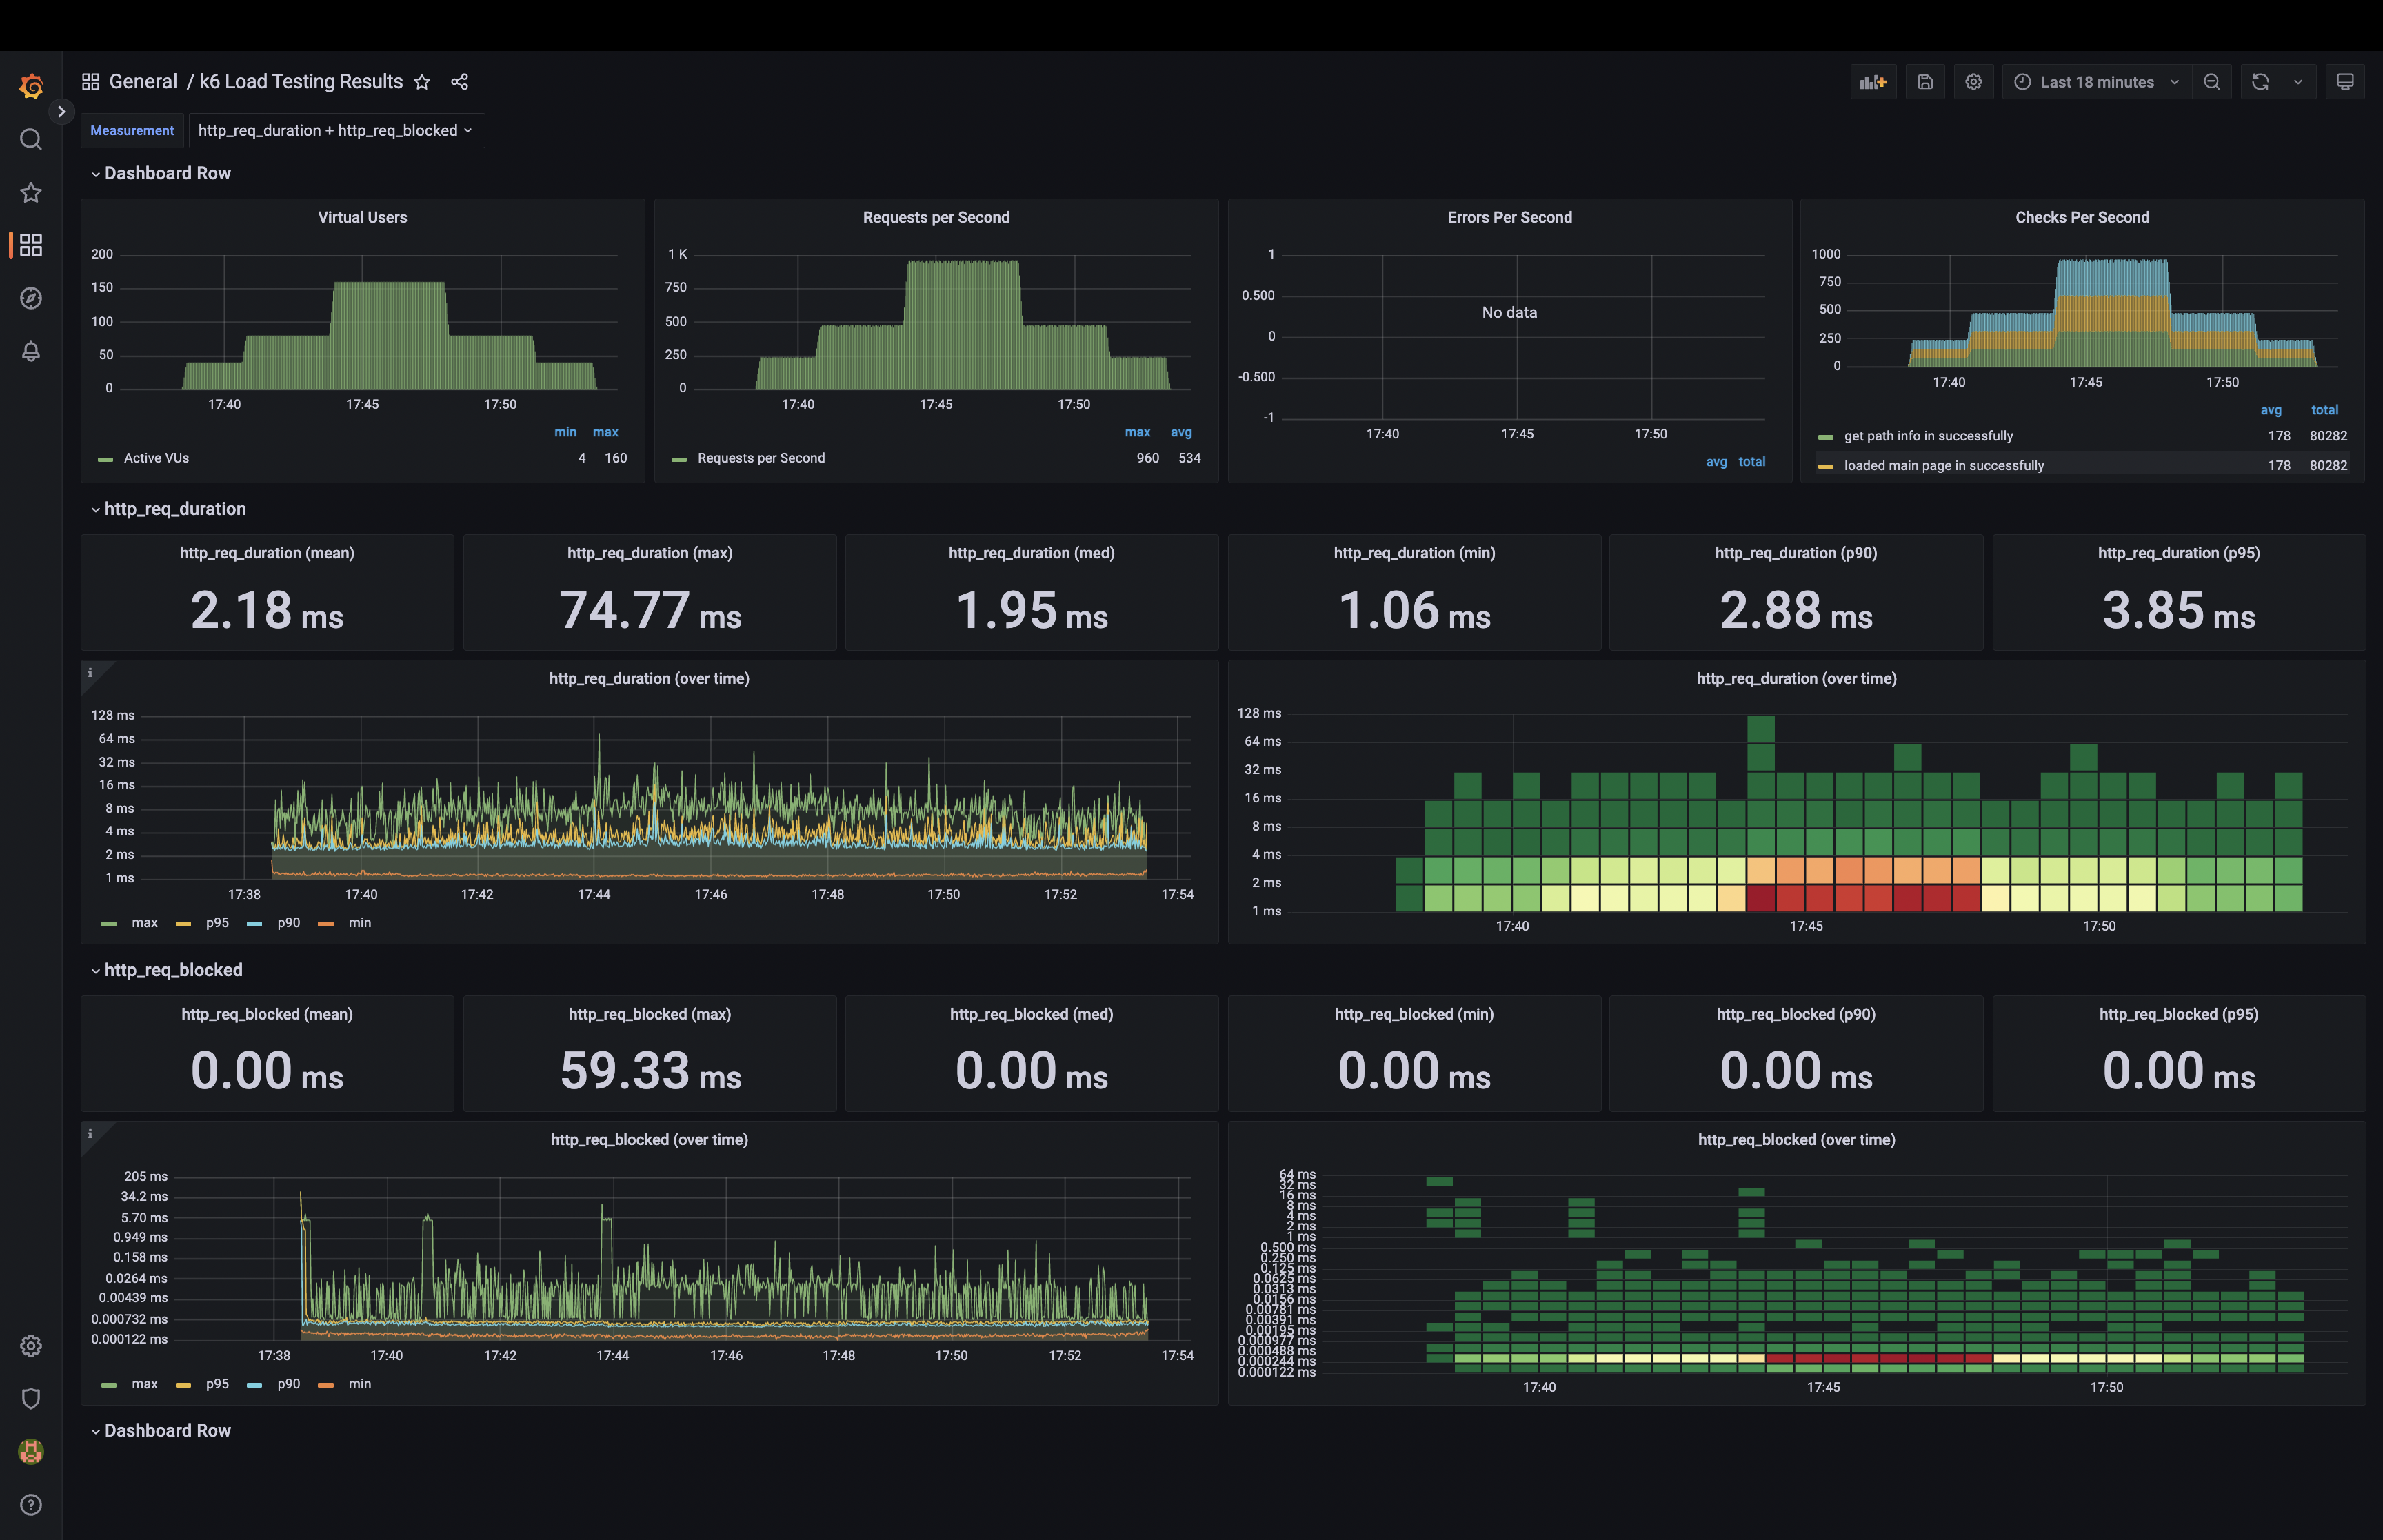 General / k6 Load Testing Results
Last 18 minutes
Measurement
http_req_duration + http_req_blocked
Dashboard Row
Virtual Users
200
150
100
50
0
17:40 17:45 17:50
min max
Active VUs 4 160
Requests per Second
1 K
750
500
250
0
17:40 17:45 17:50
max avg
Requests per Second 960 534
Errors Per Second
1
0.500
0
-0.500
-1
No data
17:40 17:45 17:50
avg total
Checks Per Second
1000
750
500
250
0
17:40 17:45 17:50
avg total
get path info in successfully 178 80282
loaded main page in successfully 178 80282
http_req_duration
http_req_duration (mean)
2.18 ms
http_req_duration (max)
74.77 ms
http_req_duration (med)
1.95 ms
http_req_duration (min)
1.06 ms
http_req_duration (p90)
2.88 ms
http_req_duration (p95)
3.85 ms
http_req_duration (over time)
128 ms
64 ms
32 ms
16 ms
8 ms
4 ms
2 ms
1 ms
17:38 17:40 17:42 17:44 17:46 17:48 17:50 17:52 17:54
max p95 p90 min
http_req_duration (over time)
128 ms
64 ms
32 ms
16 ms
8 ms
4 ms
2 ms
1 ms
17:40 17:45 17:50
http_req_blocked
http_req_blocked (mean)
0.00 ms
http_req_blocked (max)
59.33 ms
http_req_blocked (med)
0.00 ms
http_req_blocked (min)
0.00 ms
http_req_blocked (p90)
0.00 ms
http_req_blocked (p95)
0.00 ms
http_req_blocked (over time)
205 ms
34.2 ms
5.70 ms
0.949 ms
0.158 ms
0.0264 ms
0.00439 ms
0.000732 ms
0.000122 ms
17:38 17:40 17:42 17:44 17:46 17:48 17:50 17:52 17:54
max p95 p90 min
http_req_blocked (over time)
64 ms
32 ms
16 ms
8 ms
4 ms
2 ms
1 ms
0.500 ms
0.250 ms
0.125 ms
0.0625 ms
0.0313 ms
0.0156 ms
0.00781 ms
0.00391 ms
0.00195 ms
0.000977 ms
0.000488 ms
0.000244 ms
0.000122 ms
17:40 17:45 17:50
Dashboard Row